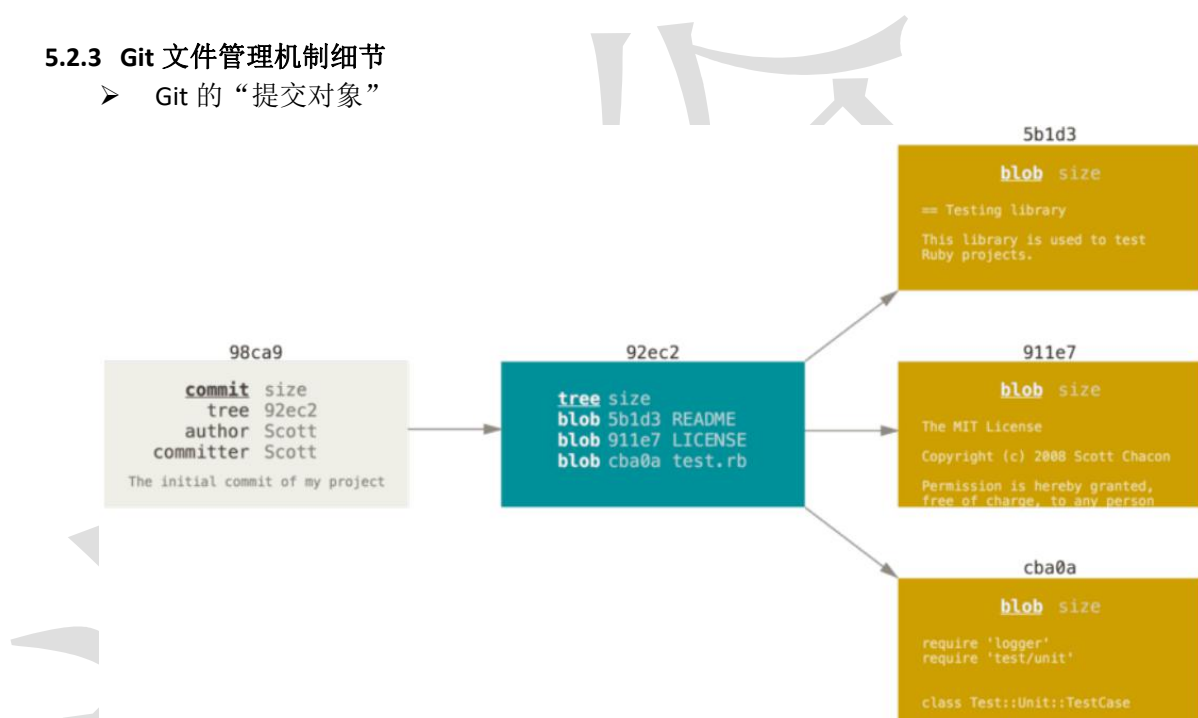 5.2.3 Git 文件管理机制细节
➢ Git 的“提交对象”
5b1d3
blob size
== Testing library
This library is used to test
Ruby projects.
98ca9
commit size
tree 92ec2
author Scott
committer Scott
The initial commit of my project
92ec2
tree size
blob 5b1d3 README
blob 911e7 LICENSE
blob cba0a test.rb
911e7
blob size
The MIT License
Copyright (c) 2008 Scott Chacon
Permission is hereby granted,
free of charge, to any person
cba0a
blob size
require 'logger'
require 'test/unit'
class Test::Unit::TestCase